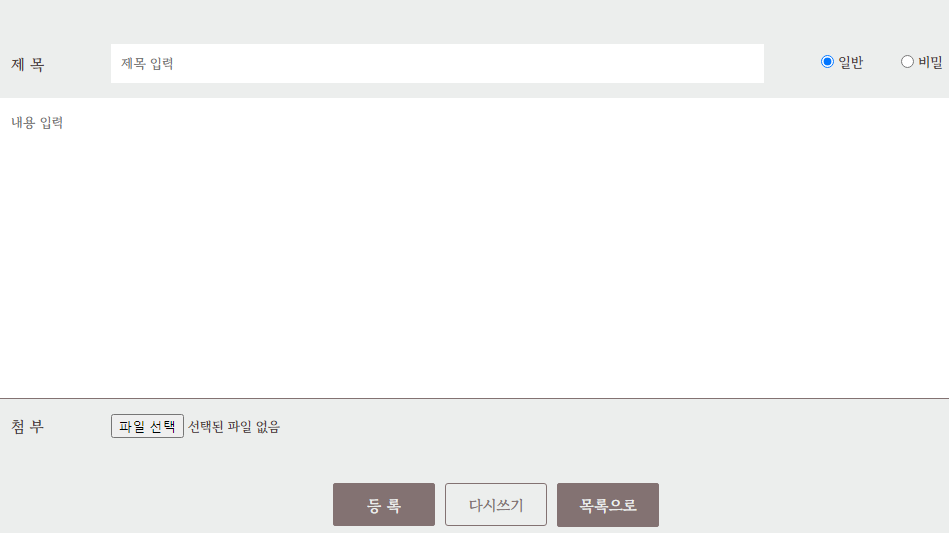 제 목 제목 입력 일반 비밀
내용 입력
첨 부 파일 선택 선택된 파일 없음
등 록 다시쓰기 목록으로